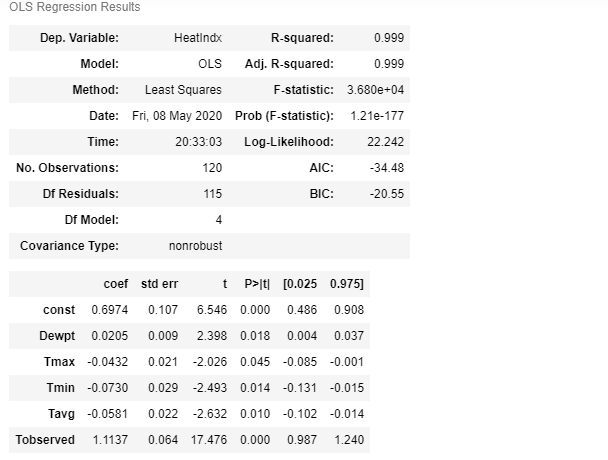 OLS Regression Results
Dep. Variable: HeatIndx R-squared: 0.999
Model: OLS Adj. R-squared: 0.999
Method: Least Squares F-statistic: 3.680e+04
Date: Fri, 08 May 2020 Prob (F-statistic): 1.21e-177
Time: 20:33:03 Log-Likelihood: 22.242
No. Observations: 120 AIC: -34.48
Df Residuals: 115 BIC: -20.55
Df Model: 4
Covariance Type: nonrobust
coef std err t P>|t| [0.025 0.975]
const 0.6974 0.107 6.546 0.000 0.486 0.908
Dewpt 0.0205 0.009 2.398 0.018 0.004 0.037
Tmax -0.0432 0.021 -2.026 0.045 -0.085 -0.001
Tmin -0.0730 0.029 -2.493 0.014 -0.131 -0.015
Tavg -0.0581 0.022 -2.632 0.010 -0.102 -0.014
Tobserved 1.1137 0.064 17.476 0.000 0.987 1.240